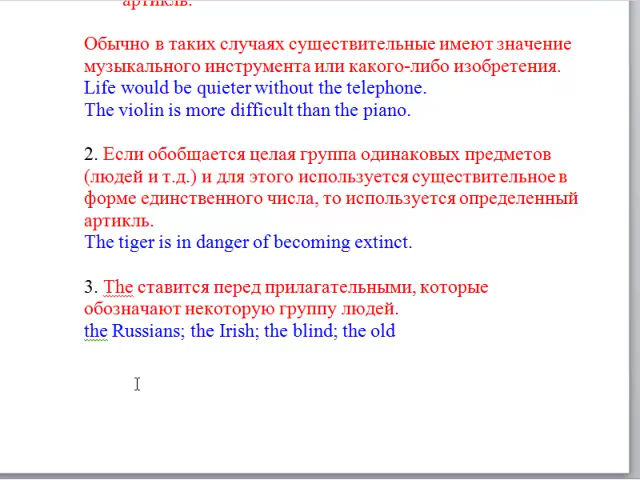 артикль.
Обычно в таких случаях существительные имеют значение
музыкального инструмента или какого-либо изобретения.
Life would be quieter without the telephone.
The violin is more difficult than the piano.
2. Если обобщается целая группа одинаковых предметов
(людей и т.д.) и для этого используется существительное в
форме единственного числа, то используется определенный
артикль.
The tiger is in danger of becoming extinct.
3. The ставится перед прилагательными, которые
обозначают некоторую группу людей.
the Russians; the Irish; the blind; the old